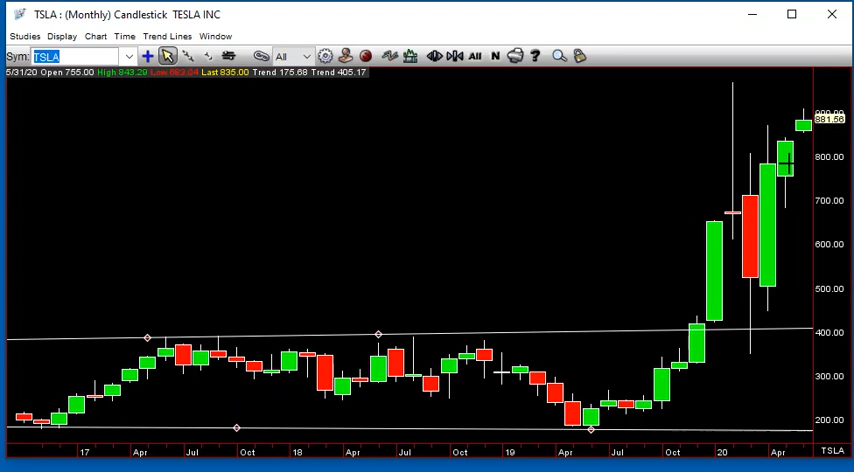 TSLA : (Monthly) Candlestick  TESLA INC
Studies Display Chart Time Trend Lines Window
Sym: TSLA All All N ?
5/31/20 Open 755.00 High 843.29 Low 683.04 Last 835.00 Trend 175.68 Trend 405.17
881.56
800.00
700.00
600.00
500.00
400.00
300.00
200.00
17 Apr Jul Oct 18 Apr Jul Oct 19 Apr Jul Oct 20 Apr TSLA